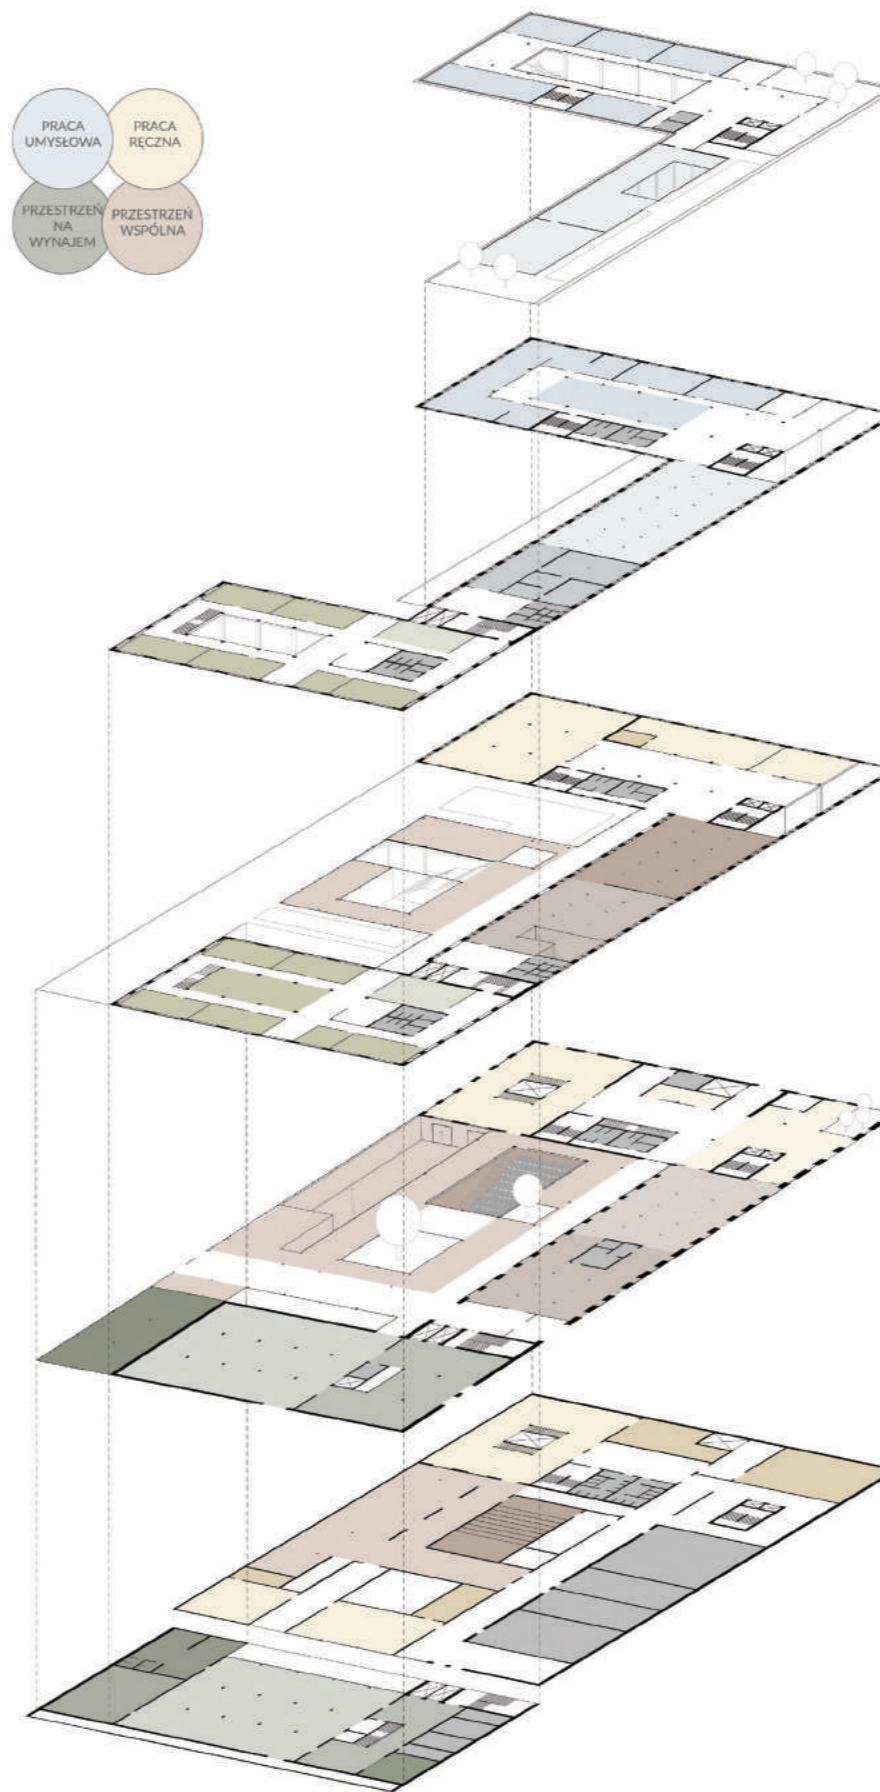 PRACA
UMYSŁOWA
PRACA
RĘCZNA
PRZESTRZEŃ
NA
WYNAJEM
PRZESTRZEŃ
WSPÓLNA